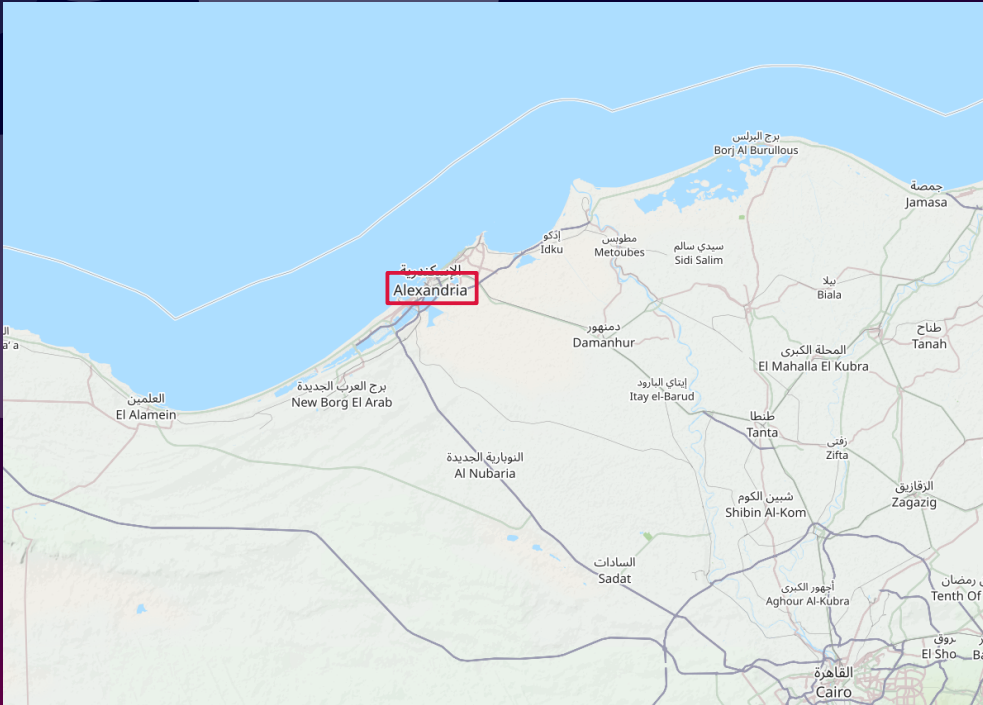 برج البرلس
Borj Al Burullous
جمصة
Jamasa
إدكو
Idku
مطوبس
Metoubes
سيدي سالم
Sidi Salim
الإسكندرية
Alexandria
بيلا
Biala
دمنهور
Damanhur
طناح
Tanah
المحلة الكبرى
El Mahalla El Kubra
العلمين
El Alamein
برج العرب الجديدة
New Borg El Arab
إيتاي البارود
Itay el-Barud
طنطا
Tanta
زفتى
Zifta
النوبارية الجديدة
Al Nubaria
الزقازيق
Zagazig
شبين الكوم
Shibin Al-Kom
السادات
Sadat
أجهور الكبرى
Aghour Al-Kubra
رمضان
Tenth Of
El Sho
القاهرة
Cairo